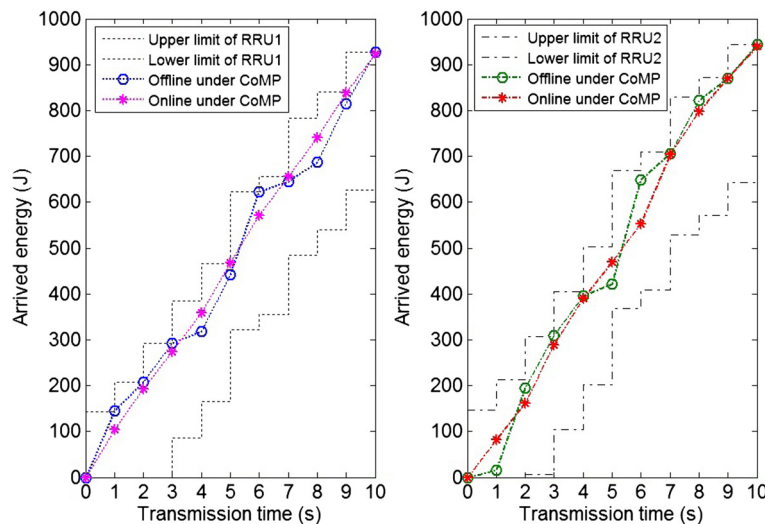 1000
900
800
700
600
500
400
300
200
100
0
Arrived energy (J)
Upper limit of RRU1
Lower limit of RRU1
Offline under CoMP
Online under CoMP
0 1 2 3 4 5 6 7 8 9 10
Transmission time (s)
1000
900
800
700
600
500
400
300
200
100
0
Arrived energy (J)
Upper limit of RRU2
Lower limit of RRU2
Offline under CoMP
Online under CoMP
0 1 2 3 4 5 6 7 8 9 10
Transmission time (s)